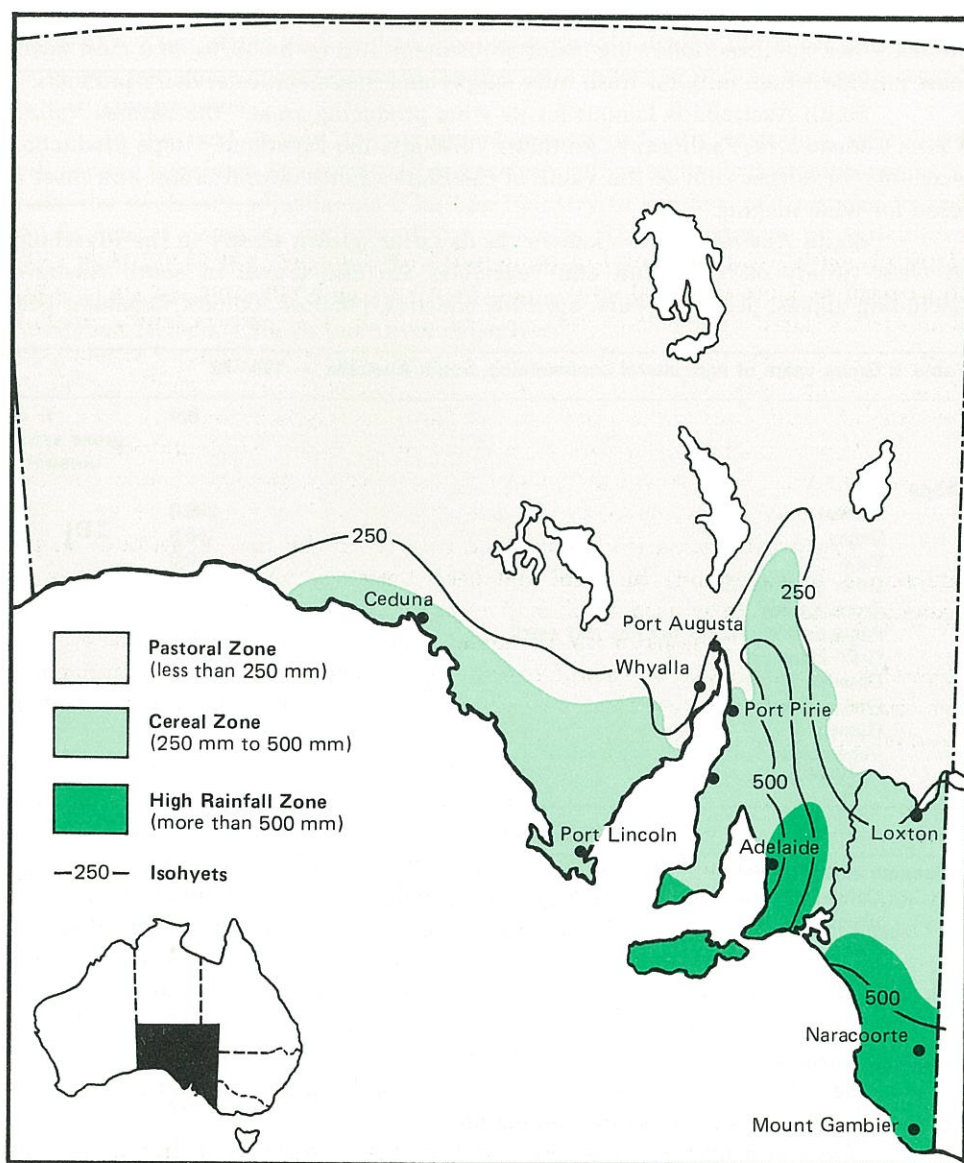 250
Ceduna
Port Augusta
250
Whyalla
Port Pirie
Pastoral Zone
(less than 250 mm)
Cereal Zone
(250 mm to 500 mm)
High Rainfall Zone
(more than 500 mm)
500
Port Lincoln
Adelaide
Loxton
—250— Isohyets
500
Naracoorte
Mount Gambier